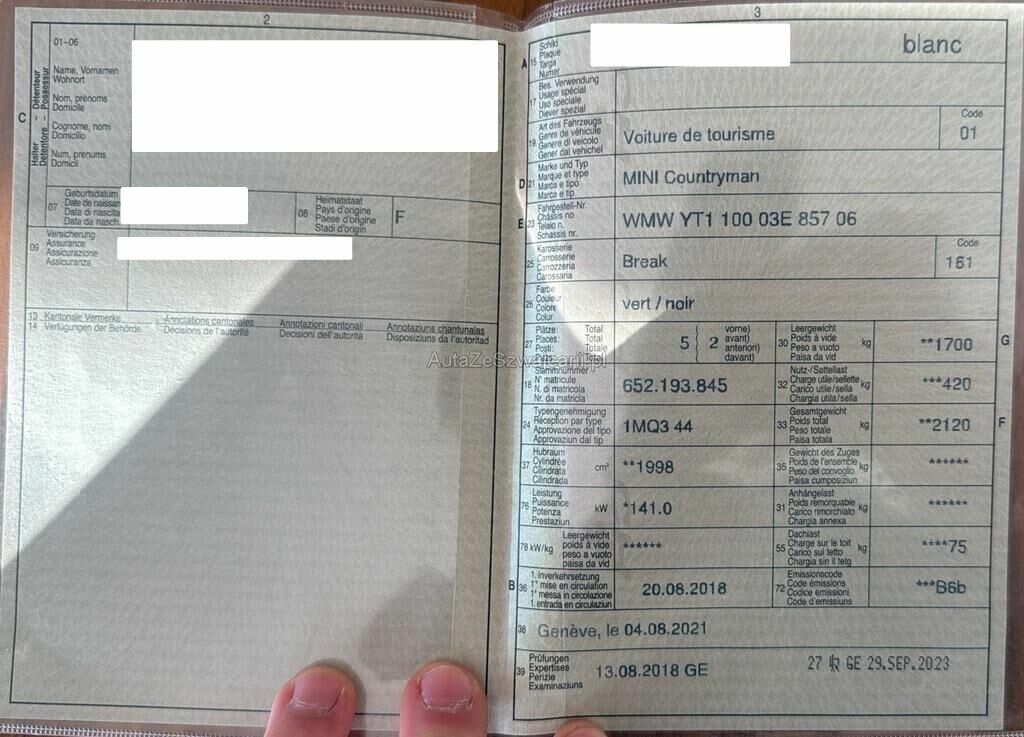 2
01-06
C
Halter – Détenteur
Detentore – Possessur
Name, Vornamen
Wohnort
Nom, prénoms
Domicile
Cognome, nomi
Domicilio
Num, prenums
Domicil
07
Geburtsdatum
Date de naissan
Data di nascita
Data da nasch
08
Heimatstaat
Pays d'origine
Paese d'origine
Stadi d'origin
F
09
Versicherung
Assurance
Assicurazione
Assicuranza
13 Kantonale Vermerke
14 Verfügungen der Behörde
Annotations cantonales
Décisions de l'autorité
Annotazioni cantonali
Decisioni dell'autorità
Annotaziuns chantunalas
Disposiziuns da l'autoritad
AutaZeSzwajcarii.pl
3
A 15
Schild
Plaque
Targa
Numer
blanc
17
Bes. Verwendung
Usage spécial
Uso speciale
Diever spezial
19
Art des Fahrzeugs
Genre de véhicule
Genere di veicolo
Gener dal vehichel
Voiture de tourisme
Code
01
D 21
Marke und Typ
Marque et type
Marca e tipo
Marca e tip
MINI Countryman
E 23
Fahrgestell-Nr.
Châssis no
Telaio n.
Schassis nr.
WMW YT1 100 03E 857 06
25
Karosserie
Carrosserie
Carrozzeria
Carossaria
Break
Code
161
26
Farbe
Couleur
Colore
Colur
vert / noir
27
Plätze: Total
Places: Total
Posti: Totale
Total
5 { 2
vorne)
avant)
anteriori)
davant)
30
Leergewicht
Poids à vide
Peso a vuoto
Paisa da vid
kg
**1700
G
18
Stammnummer
N° matricule
N. di matricola
Nr. da matricla
652.193.845
32
Nutz-/Sattellast
Charge utile/sellette
Carico utile/sella
Chargia utila/sella
kg
***420
24
Typengenehmigung
Réception par type
Approvazione del tipo
Approvaziun dal tip
1MQ3 44
33
Gesamtgewicht
Poids total
Peso totale
Paisa totala
kg
**2120
F
37
Hubraum
Cylindrée
Cilindrata
Cilindrada
cm³
**1998
35
Gewicht des Zuges
Poids de l'ensemble
Peso del convoglio
Paisa cumposiziun
kg
******
76
Leistung
Puissance
Potenza
Prestaziun
kW
*141.0
31
Anhängelast
Poids remorquable
Carico rimorchiato
Chargia annexa
kg
******
78 kW/kg
Leergewicht
poids à vide
peso a vuoto
paisa da vid
******
55
Dachlast
Charge sur le toit
Carico sul tetto
Chargia sin il tetg
kg
****75
B 36
1. Inverkehrsetzung
1re mise en circulation
1a messa in circolazione
1. entrada en circulaziun
20.08.2018
72
Emissionscode
Code émissions
Codice emissioni
Code d'emissiuns
***B6b
38
Genève, le 04.08.2021
39
Prüfungen
Expertises
Perizie
Examinaziuns
13.08.2018 GE
27 GE 29.SEP.2023